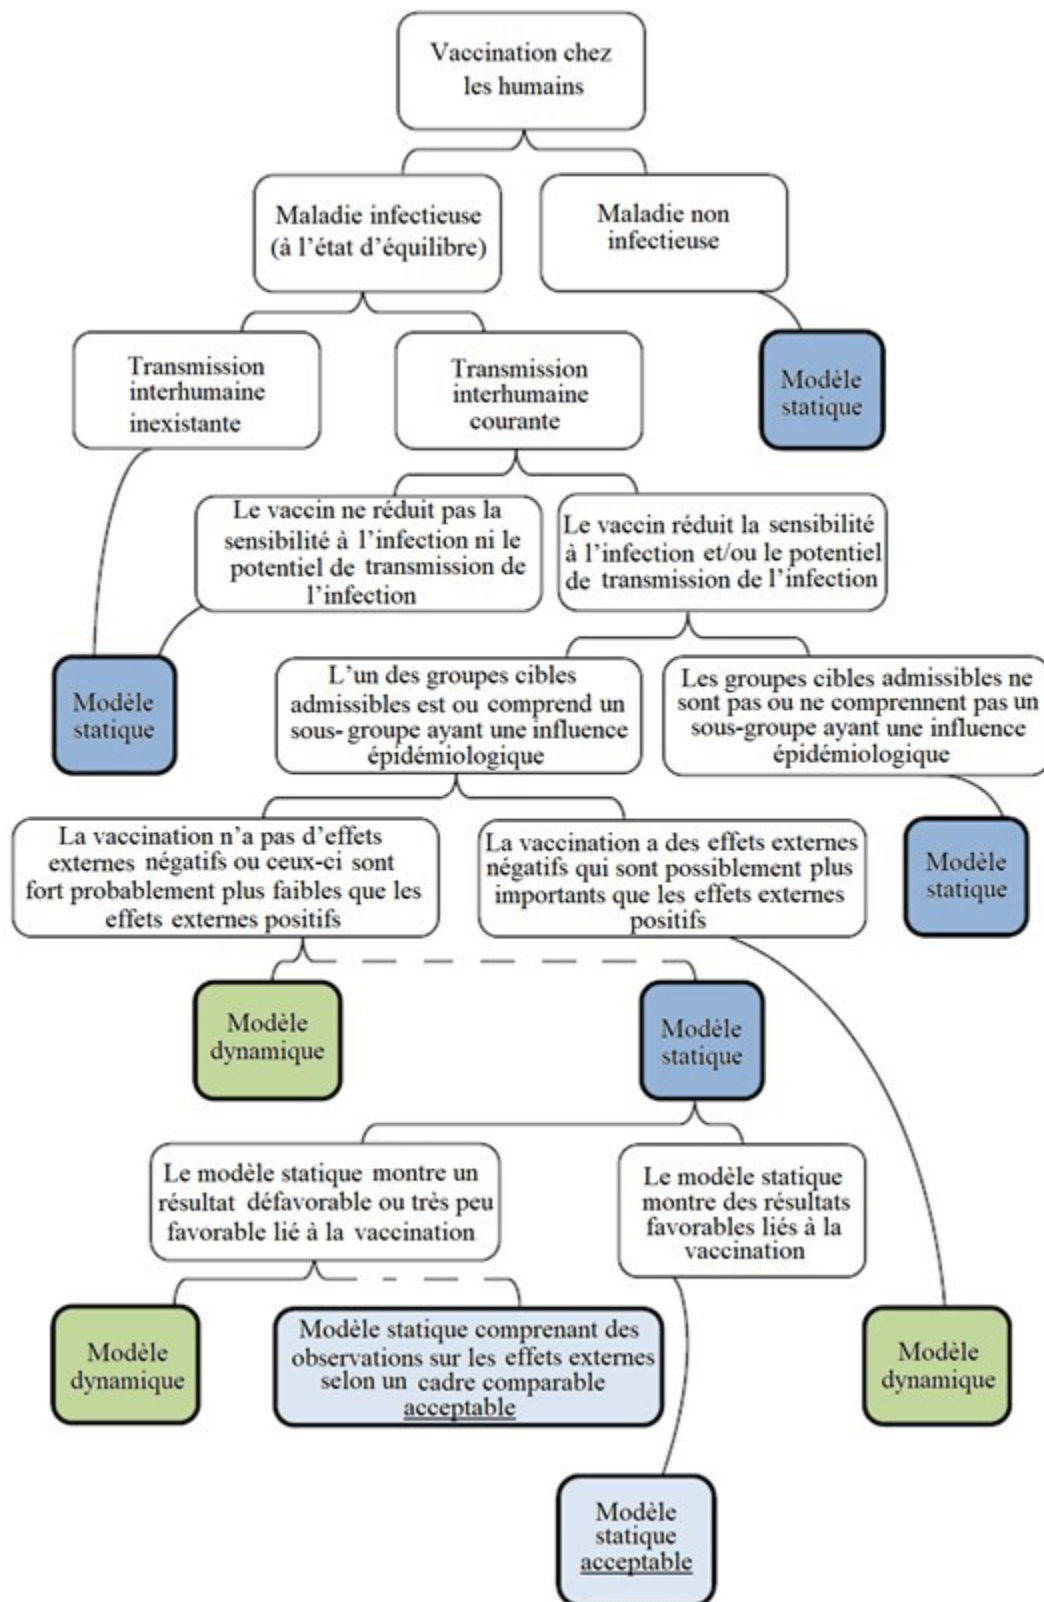 Vaccination chez
les humains
Maladie infectieuse
(à l’état d’équilibre)
Maladie non
infectieuse
Transmission
interhumaine
inexistante
Transmission
interhumaine
courante
Modèle
statique
Le vaccin ne réduit pas la
sensibilité à l’infection ni le
potentiel de transmission de
l’infection
Le vaccin réduit la sensibilité
à l’infection et/ou le potentiel
de transmission de l’infection
Modèle
statique
L’un des groupes cibles
admissibles est ou comprend un
sous-groupe ayant une influence
épidémiologique
Les groupes cibles admissibles ne
sont pas ou ne comprennent pas un
sous-groupe ayant une influence
épidémiologique
La vaccination n’a pas d’effets
externes négatifs ou ceux-ci sont
fort probablement plus faibles que les
effets externes positifs
La vaccination a des effets externes
négatifs qui sont possiblement plus
importants que les effets externes
positifs
Modèle
statique
Modèle
dynamique
Modèle
statique
Le modèle statique montre un
résultat défavorable ou très peu
favorable lié à la vaccination
Le modèle statique
montre des résultats
favorables liés à la
vaccination
Modèle
dynamique
Modèle statique comprenant des
observations sur les effets externes
selon un cadre comparable
acceptable
Modèle
dynamique
Modèle
statique
acceptable